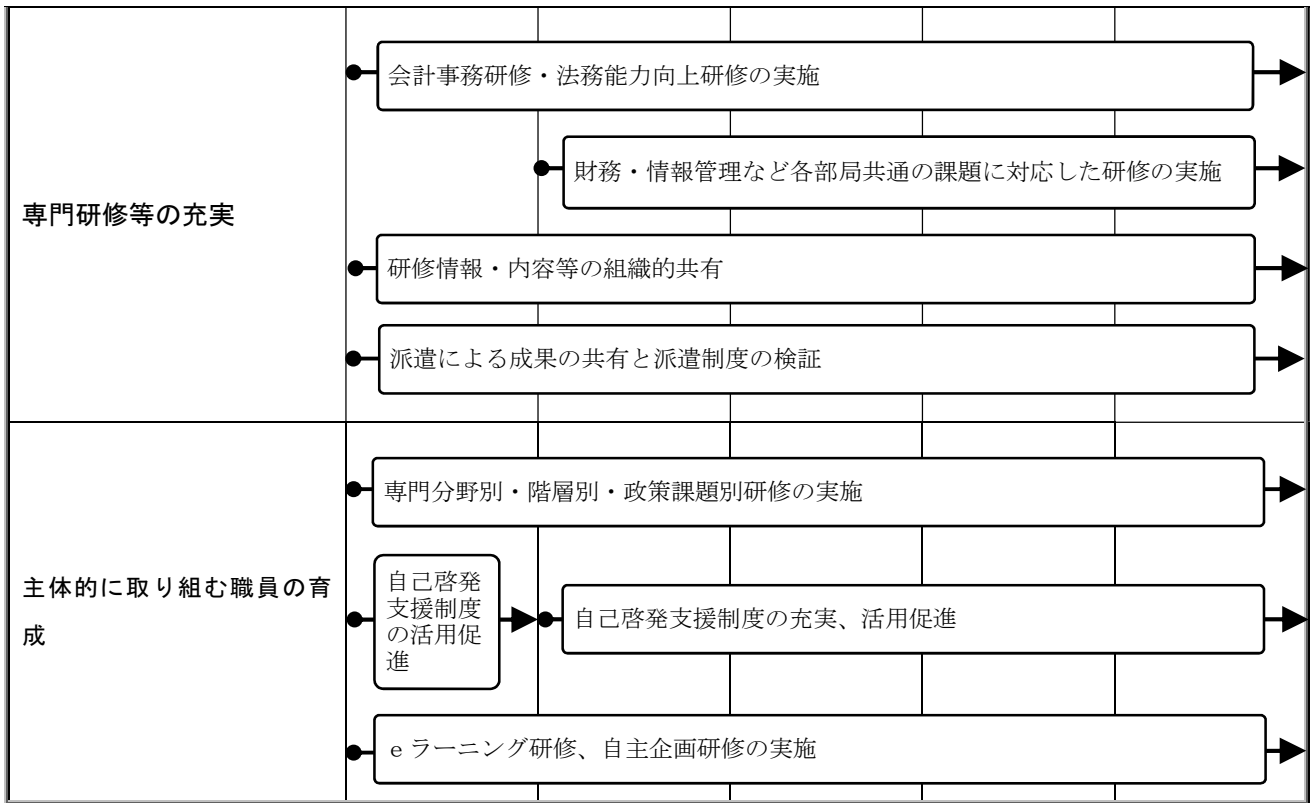 専門研修等の充実
会計事務研修・法務能力向上研修の実施
財務・情報管理など各部局共通の課題に対応した研修の実施
研修情報・内容等の組織的共有
派遣による成果の共有と派遣制度の検証
主体的に取り組む職員の育
成
専門分野別・階層別・政策課題別研修の実施
自己啓発
支援制度
の活用促
進
自己啓発支援制度の充実、活用促進
ｅラーニング研修、自主企画研修の実施